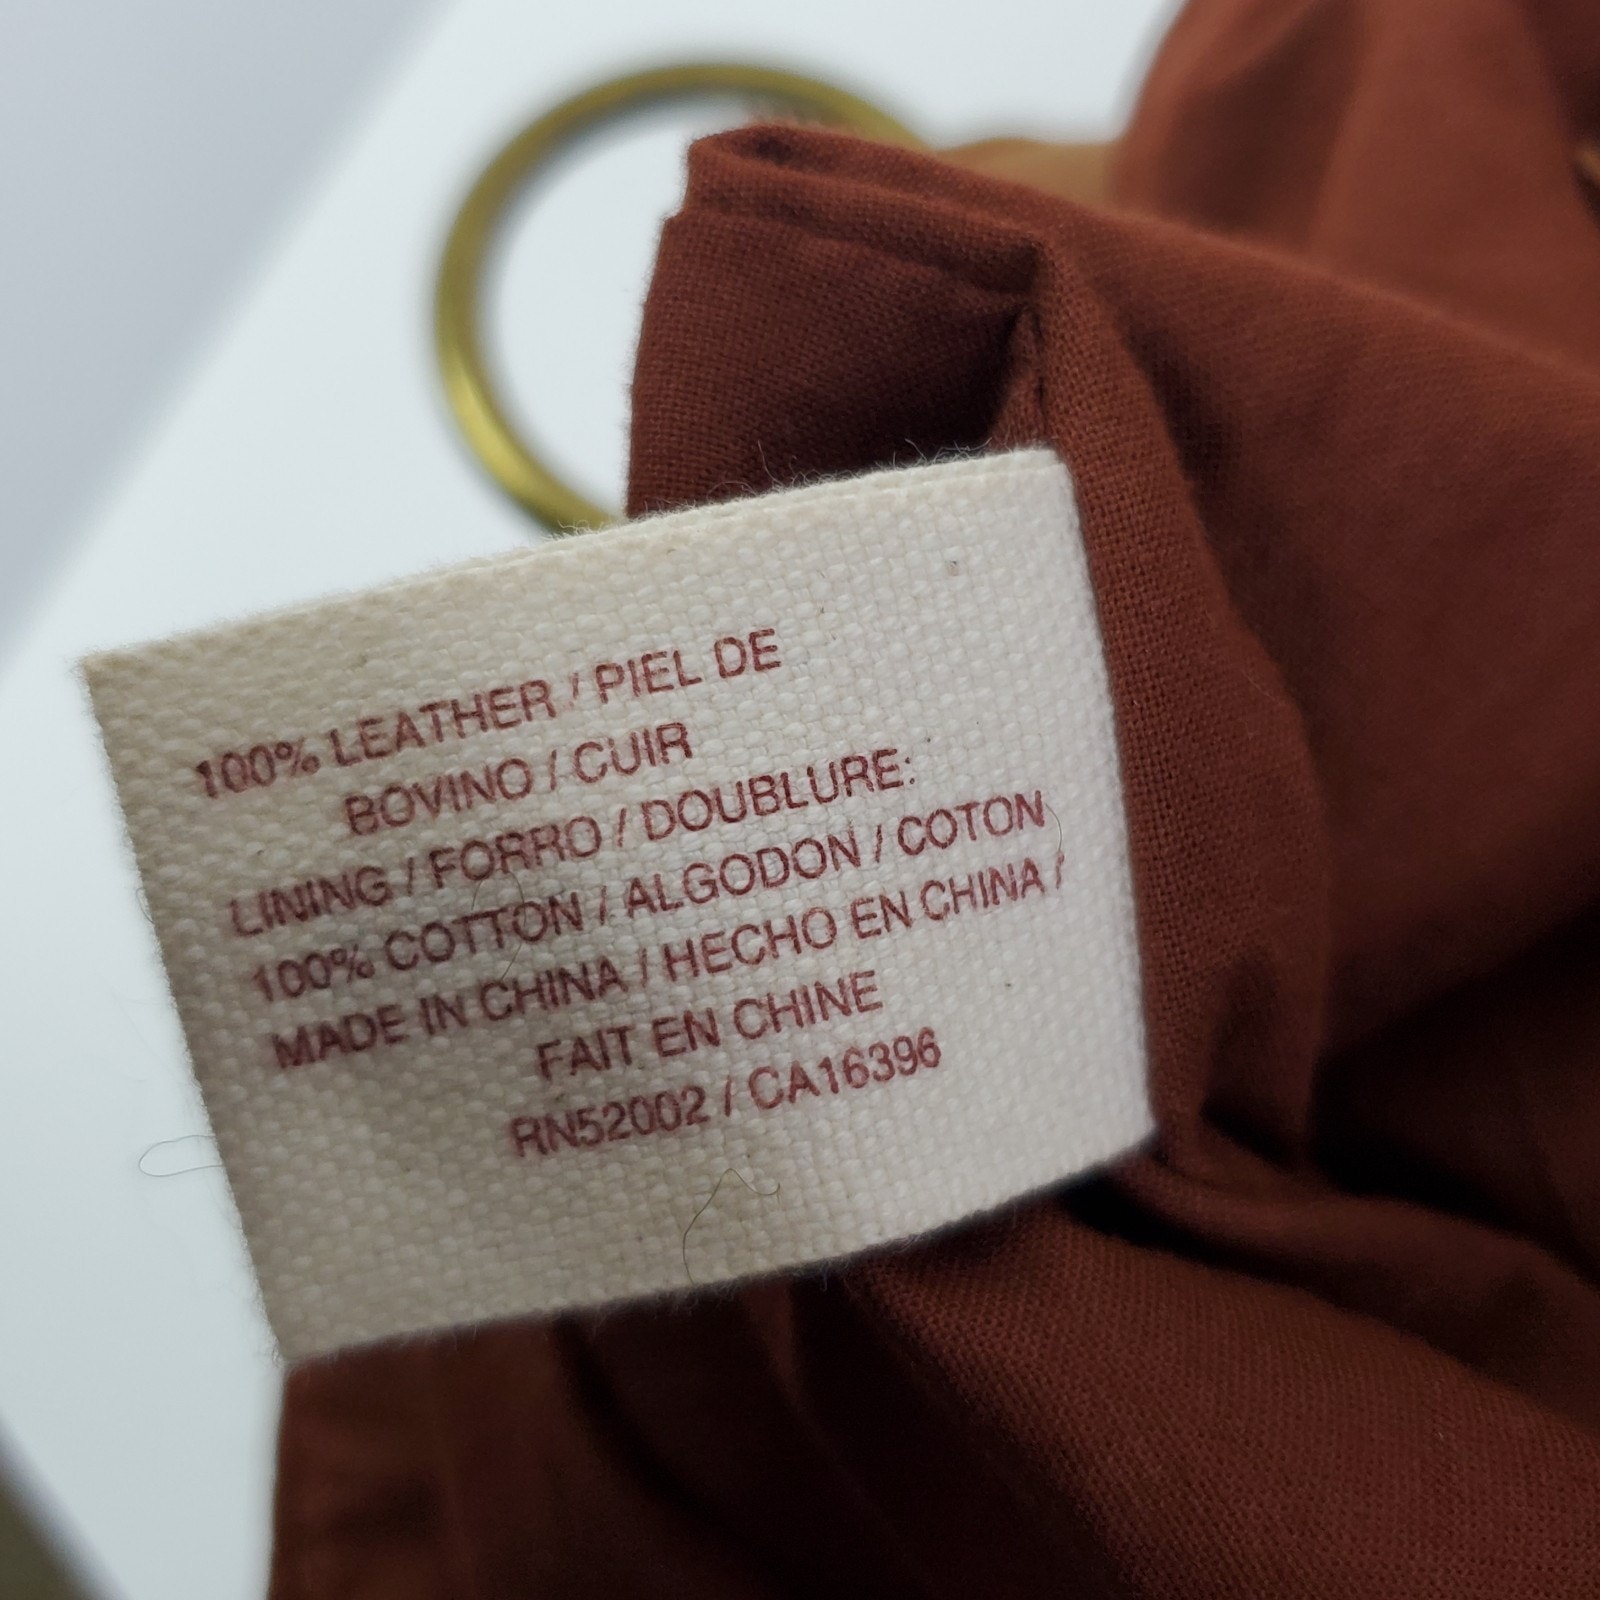 100% LEATHER / PIEL DE
BOVINO / CUIR
LINING / FORRO / DOUBLURE:
100% COTTON / ALGODON / COTON
MADE IN CHINA / HECHO EN CHINA /
FAIT EN CHINE
RN52002 / CA16396